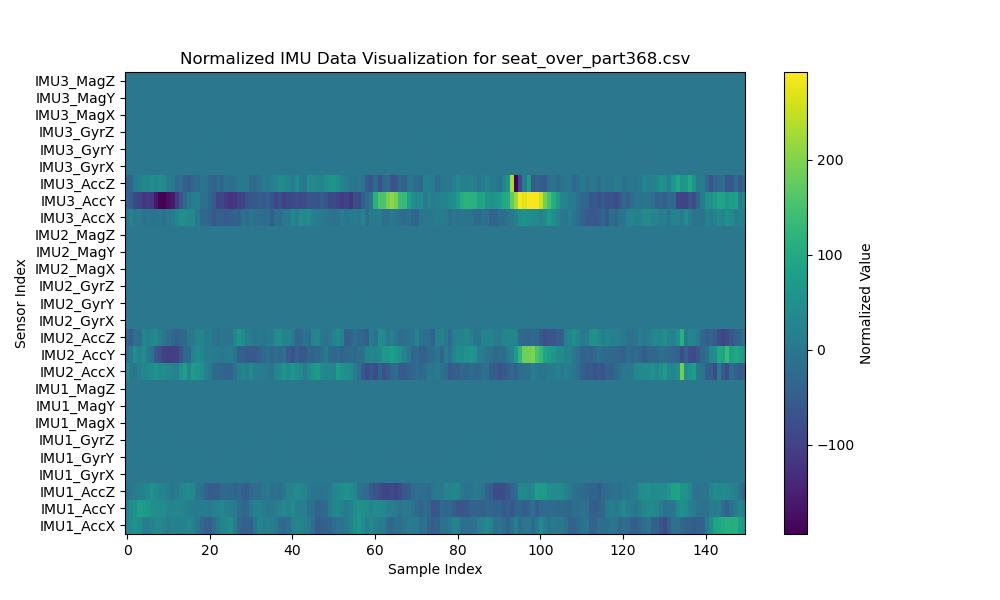 Normalized IMU Data Visualization for seat_over_part368.csv
IMU3_MagZ
IMU3_MagY
IMU3_MagX
IMU3_GyrZ
IMU3_GyrY
IMU3_GyrX
IMU3_AccZ
IMU3_AccY
IMU3_AccX
IMU2_MagZ
IMU2_MagY
IMU2_MagX
IMU2_GyrZ
IMU2_GyrY
IMU2_GyrX
IMU2_AccZ
IMU2_AccY
IMU2_AccX
IMU1_MagZ
IMU1_MagY
IMU1_MagX
IMU1_GyrZ
IMU1_GyrY
IMU1_GyrX
IMU1_AccZ
IMU1_AccY
IMU1_AccX
Sensor Index
0 20 40 60 80 100 120 140
Sample Index
200
100
0
−100
Normalized Value